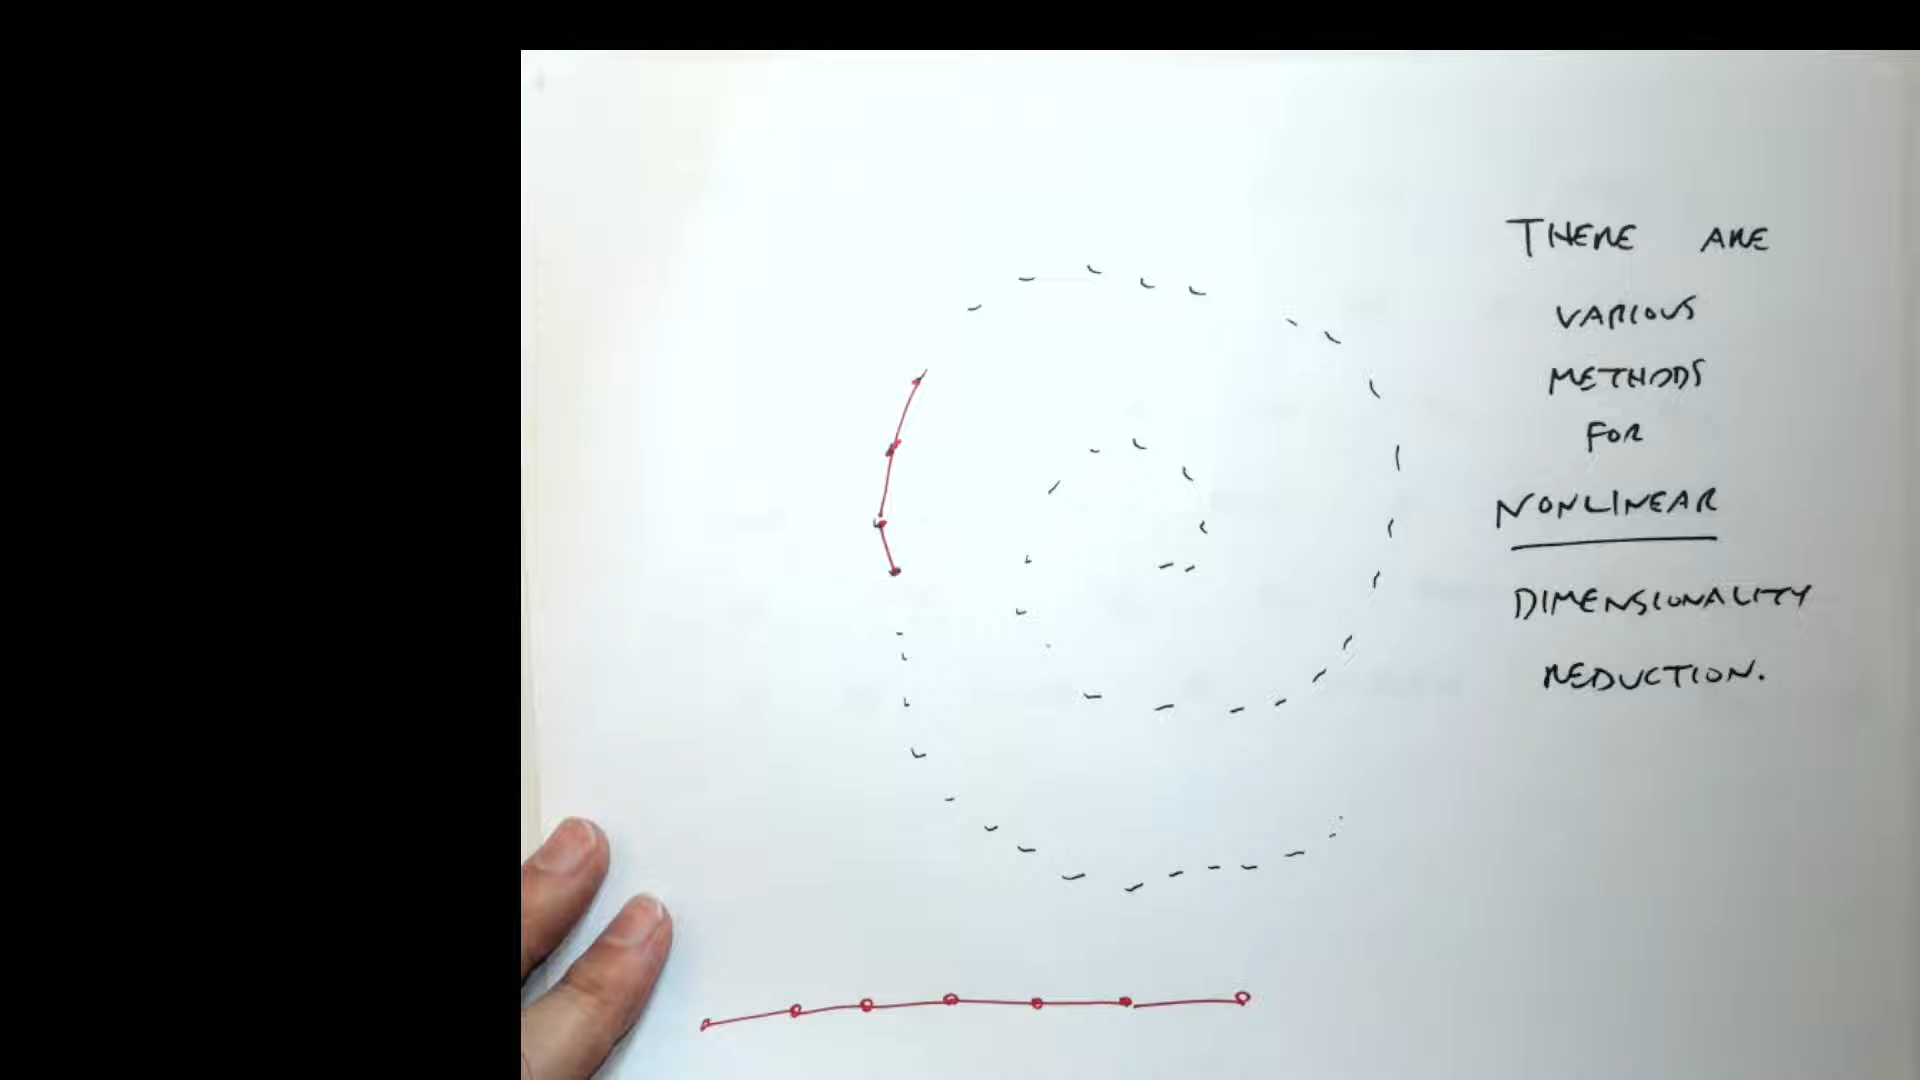 THERE ARE
VARIOUS
METHODS
FOR
NONLINEAR
DIMENSIONALITY
REDUCTION.